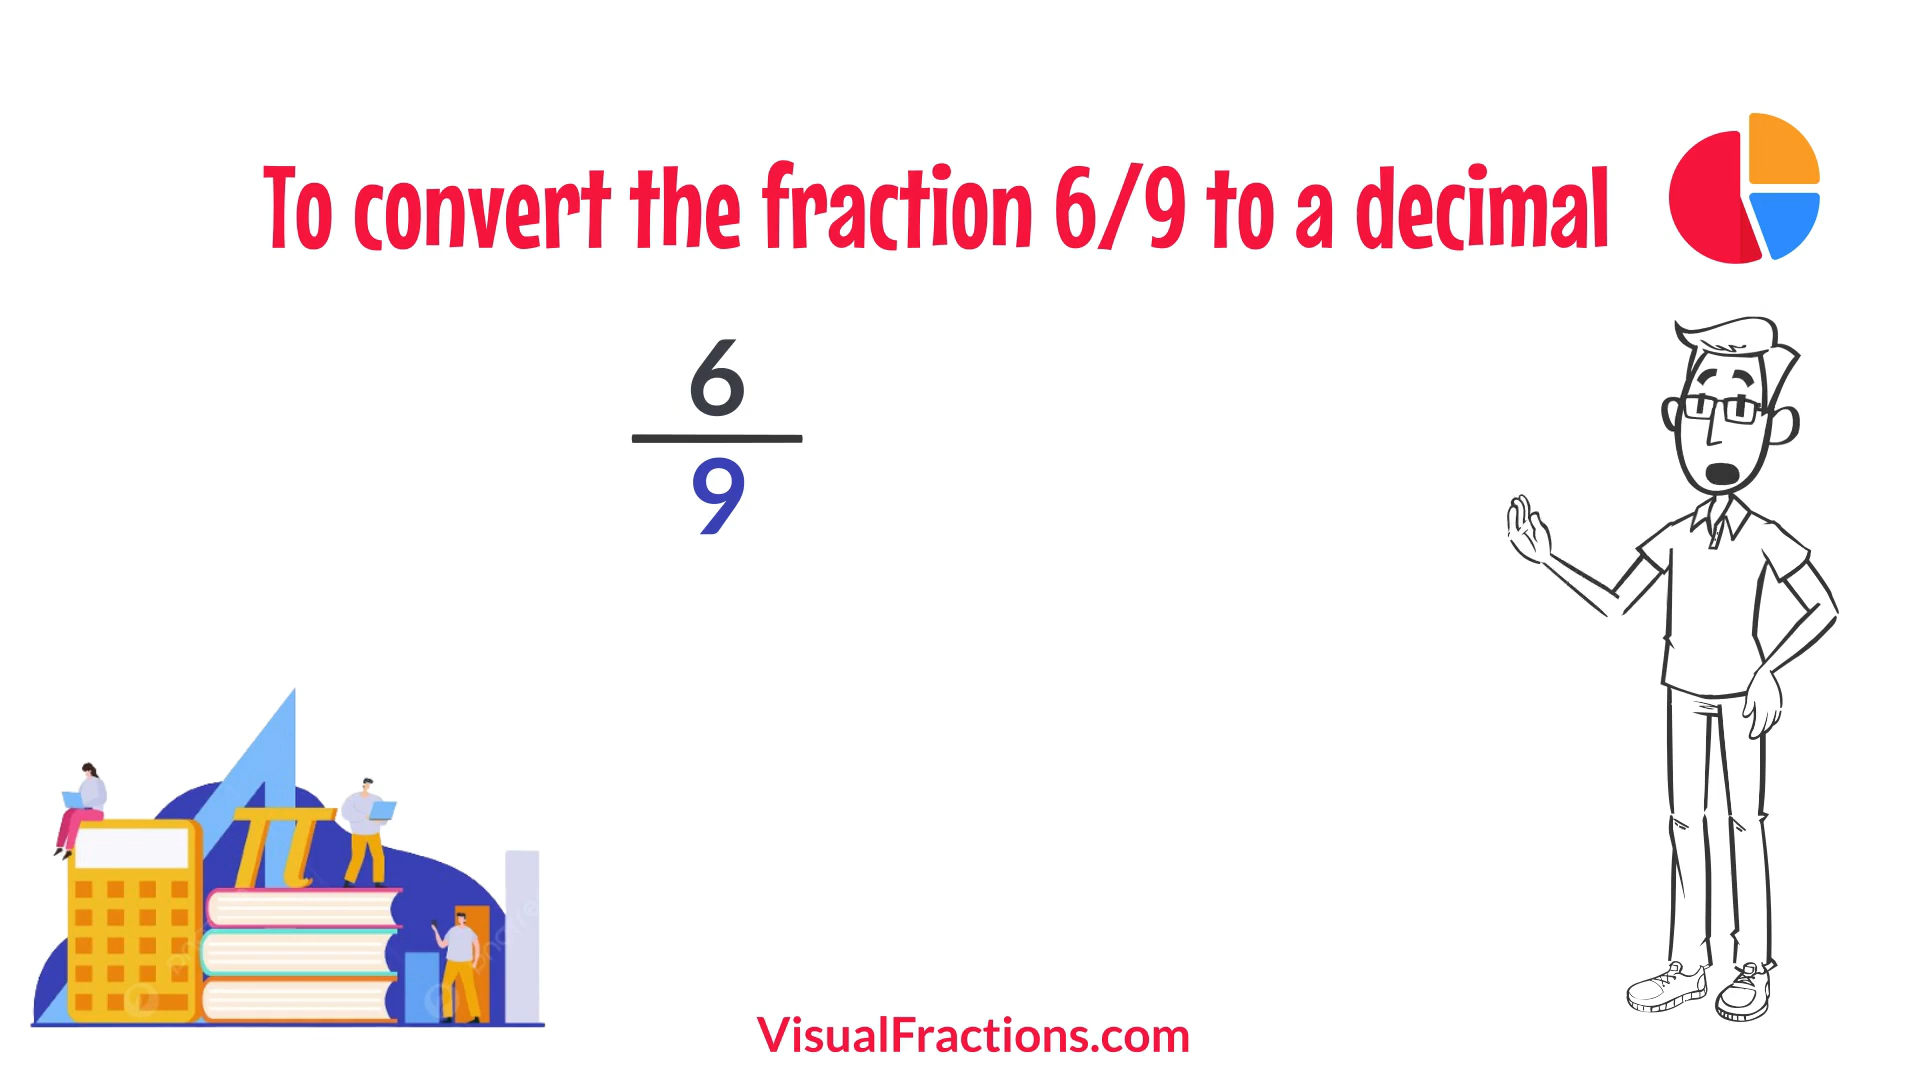 To convert the fraction 6/9 to a decimal
6
9
π
VisualFractions.com